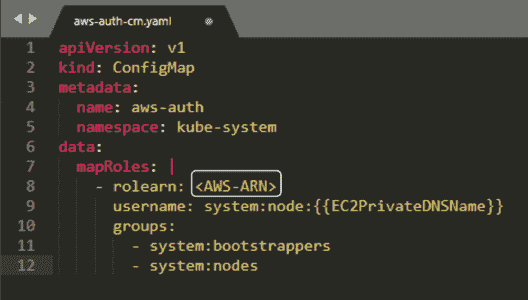 aws-auth-cm.yaml
1 apiVersion: v1
2 kind: ConfigMap
3 metadata:
4   name: aws-auth
5   namespace: kube-system
6 data:
7   mapRoles: |
8     - rolearn: <AWS-ARN>
9       username: system:node:{{EC2PrivateDNSName}}
10       groups:
11         - system:bootstrappers
12         - system:nodes